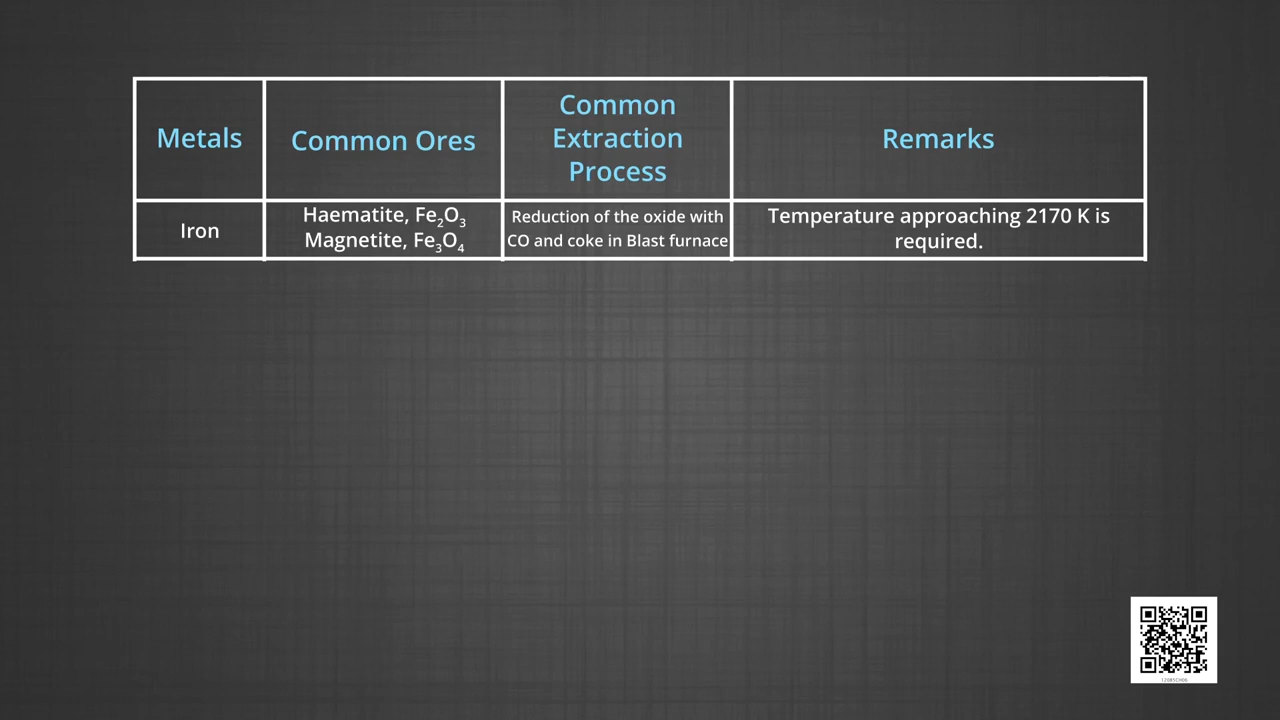 Metals
Common Ores
Common
Extraction
Process
Remarks
Iron
Haematite, Fe₂O₃
Magnetite, Fe₃O₄
Reduction of the oxide with
CO and coke in Blast furnace
Temperature approaching 2170 K is
required.